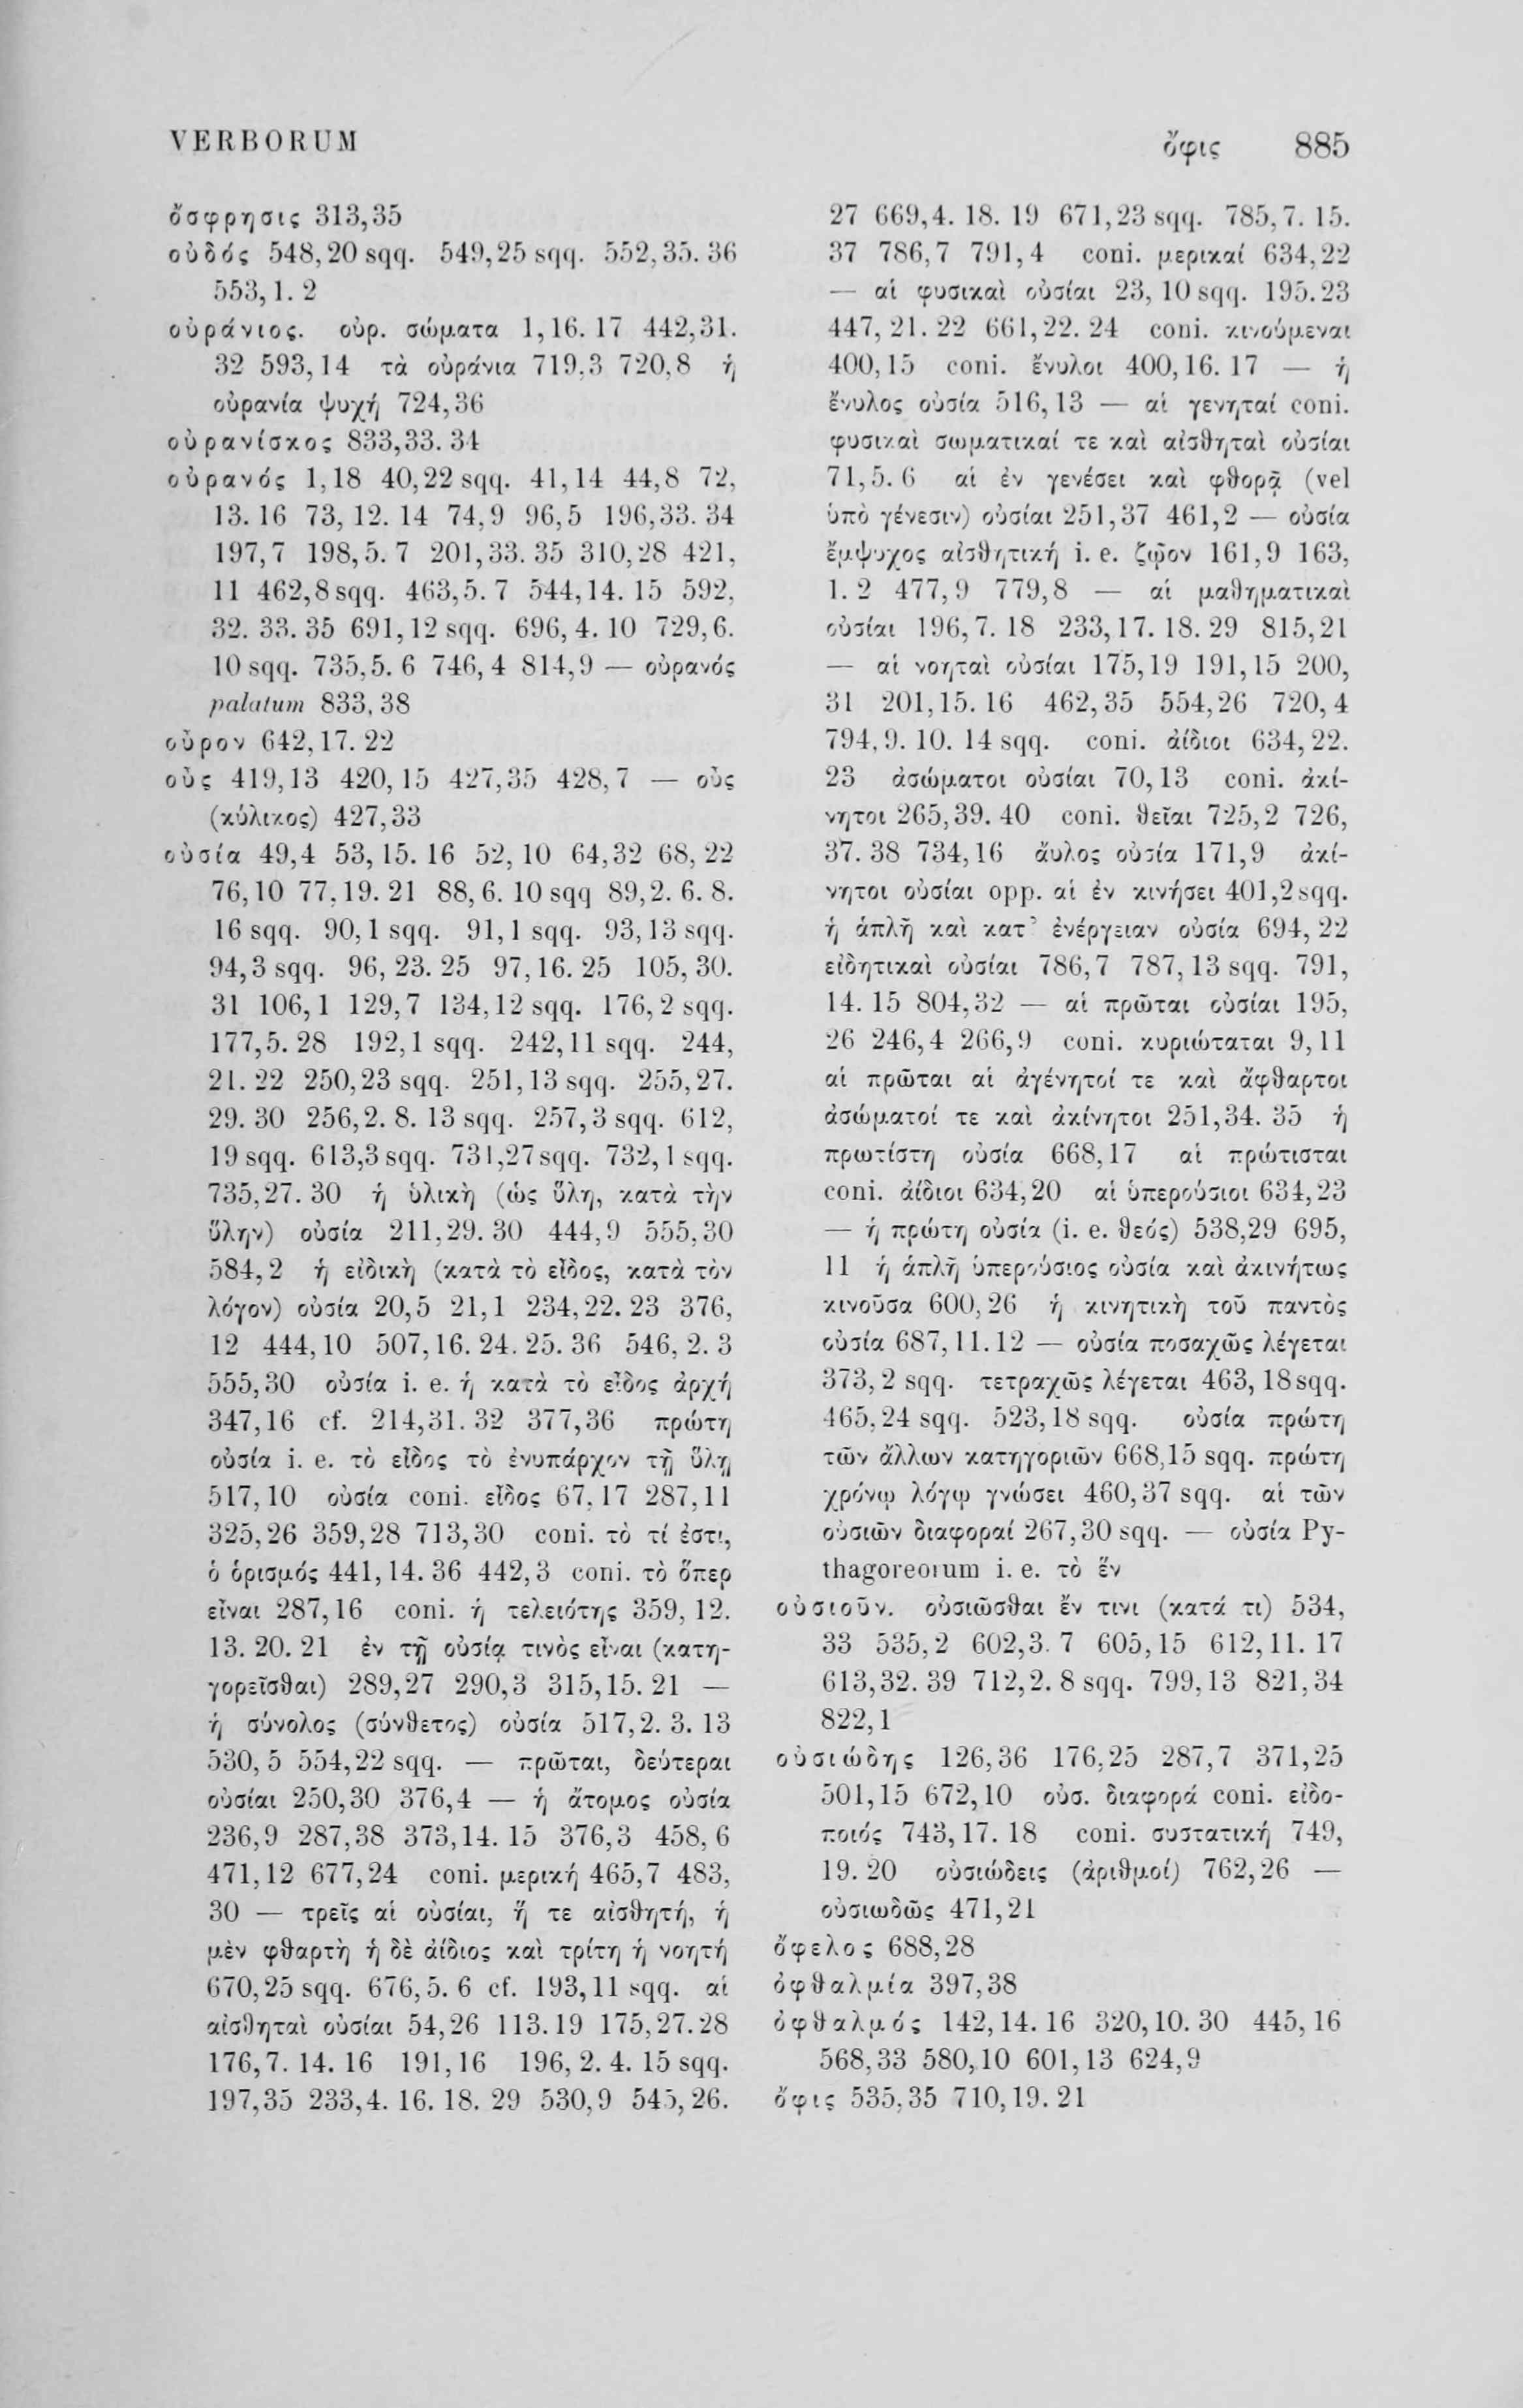 VERBORUM ὄφις 885
ὄσφρησις 313,35
οὐδός 548,20 sqq. 549,25 sqq. 552,35. 36
553,1. 2
οὐράνιος. οὐρ. σώματα 1,16. 17 442,31.
32 593,14 τὰ οὐράνια 719,3 720,8 ἡ
οὐρανία ψυχή 724,36
οὐρανίσκος 833,33. 34
οὐρανός 1,18 40,22 sqq. 41,14 44,8 72,
13. 16 73,12. 14 74,9 96,5 196,33. 34
197,7 198,5. 7 201,33. 35 310,28 421,
11 462,8 sqq. 463,5. 7 544,14. 15 592,
32. 33. 35 691,12 sqq. 696,4. 10 729,6.
10 sqq. 735,5. 6 746,4 814,9 — οὐρανός
palatum 833,38
οὖρον 642,17. 22
οὖς 419,13 420,15 427,35 428,7 — οὖς
(κύλικος) 427,33
οὐσία 49,4 53,15. 16 52,10 64,32 68,22
76,10 77,19. 21 88,6. 10 sqq 89,2. 6. 8.
16 sqq. 90,1 sqq. 91,1 sqq. 93,13 sqq.
94,3 sqq. 96,23. 25 97,16. 25 105,30.
31 106,1 129,7 134,12 sqq. 176,2 sqq.
177,5. 28 192,1 sqq. 242,11 sqq. 244,
21. 22 250,23 sqq. 251,13 sqq. 255,27.
29. 30 256,2. 8. 13 sqq. 257,3 sqq. 612,
19 sqq. 613,3 sqq. 731,27 sqq. 732,1 sqq.
735,27. 30 ἡ ὑλικὴ (ὡς ὕλη, κατὰ τὴν
ὕλην) οὐσία 211,29. 30 444,9 555,30
584,2 ἡ εἰδικὴ (κατὰ τὸ εἶδος, κατὰ τὸν
λόγον) οὐσία 20,5 21,1 234,22. 23 376,
12 444,10 507,16. 24. 25. 36 546,2. 3
555,30 οὐσία i. e. ἡ κατὰ τὸ εἶδος ἀρχή
347,16 cf. 214,31. 32 377,36 πρώτη
οὐσία i. e. τὸ εἶδος τὸ ἐνυπάρχον τῇ ὕλῃ
517,10 οὐσία coni. εἶδος 67,17 287,11
325,26 359,28 713,30 coni. τὸ τί ἐστι,
ὁ ὁρισμός 441,14. 36 442,3 coni. τὸ ὅπερ
εἶναι 287,16 coni. ἡ τελειότης 359,12.
13. 20. 21 ἐν τῇ οὐσίᾳ τινὸς εἶναι (κατη-
γορεῖσθαι) 289,27 290,3 315,15. 21 —
ἡ σύνολος (σύνθετος) οὐσία 517,2. 3. 13
530,5 554,22 sqq. — πρῶται, δεύτεραι
οὐσίαι 250,30 376,4 — ἡ ἄτομος οὐσία
236,9 287,38 373,14. 15 376,3 458,6
471,12 677,24 coni. μερική 465,7 483,
30 — τρεῖς αἱ οὐσίαι, ἥ τε αἰσθητή, ἡ
μὲν φθαρτὴ ἡ δὲ ἀίδιος καὶ τρίτη ἡ νοητή
670,25 sqq. 676,5. 6 cf. 193,11 sqq. αἱ
αἰσθηταὶ οὐσίαι 54,26 113.19 175,27. 28
176,7. 14. 16 191,16 196,2. 4. 15 sqq.
197,35 233,4. 16. 18. 29 530,9 545,26.
27 669,4. 18. 19 671,23 sqq. 785,7. 15.
37 786,7 791,4 coni. μερικαί 634,22
— αἱ φυσικαὶ οὐσίαι 23,10 sqq. 195.23
447,21. 22 661,22. 24 coni. κινούμεναι
400,15 coni. ἔνυλοι 400,16. 17 — ἡ
ἔνυλος οὐσία 516,13 — αἱ γενηταί coni.
φυσικαὶ σωματικαί τε καὶ αἰσθηταὶ οὐσίαι
71,5. 6 αἱ ἐν γενέσει καὶ φθορᾷ (vel
ὑπὸ γένεσιν) οὐσίαι 251,37 461,2 — οὐσία
ἔμψυχος αἰσθητική i. e. ζῷον 161,9 163,
1. 2 477,9 779,8 — αἱ μαθηματικαὶ
οὐσίαι 196,7. 18 233,17. 18. 29 815,21
— αἱ νοηταὶ οὐσίαι 175,19 191,15 200,
31 201,15. 16 462,35 554,26 720,4
794,9. 10. 14 sqq. coni. ἀίδιοι 634,22.
23 ἀσώματοι οὐσίαι 70,13 coni. ἀκί-
νητοι 265,39. 40 coni. θεῖαι 725,2 726,
37. 38 734,16 ἄυλος οὐσία 171,9 ἀκί-
νητοι οὐσίαι opp. αἱ ἐν κινήσει 401,2 sqq.
ἡ ἁπλῆ καὶ κατ’ ἐνέργειαν οὐσία 694,22
εἰδητικαὶ οὐσίαι 786,7 787,13 sqq. 791,
14. 15 804,32 — αἱ πρῶται οὐσίαι 195,
26 246,4 266,9 coni. κυριώταται 9,11
αἱ πρῶται αἱ ἀγένητοί τε καὶ ἄφθαρτοι
ἀσώματοί τε καὶ ἀκίνητοι 251,34. 35 ἡ
πρωτίστη οὐσία 668,17 αἱ πρώτισται
coni. ἀίδιοι 634,20 αἱ ὑπερούσιοι 634,23
— ἡ πρώτη οὐσία (i. e. θεός) 538,29 695,
11 ἡ ἁπλῆ ὑπερούσιος οὐσία καὶ ἀκινήτως
κινοῦσα 600,26 ἡ κινητικὴ τοῦ παντὸς
οὐσία 687,11. 12 — οὐσία ποσαχῶς λέγεται
373,2 sqq. τετραχῶς λέγεται 463,18 sqq.
465,24 sqq. 523,18 sqq. οὐσία πρώτη
τῶν ἄλλων κατηγοριῶν 668,15 sqq. πρώτη
χρόνῳ λόγῳ γνώσει 460,37 sqq. αἱ τῶν
οὐσιῶν διαφοραί 267,30 sqq. — οὐσία Py-
thagoreorum i. e. τὸ ἕν
οὐσιοῦν. οὐσιῶσθαι ἔν τινι (κατά τι) 534,
33 535,2 602,3. 7 605,15 612,11. 17
613,32. 39 712,2. 8 sqq. 799,13 821,34
822,1
οὐσιώδης 126,36 176,25 287,7 371,25
501,15 672,10 οὐσ. διαφορά coni. εἰδο-
ποιός 743,17. 18 coni. συστατική 749,
19. 20 οὐσιώδεις (ἀριθμοί) 762,26 —
οὐσιωδῶς 471,21
ὄφελος 688,28
ὀφθαλμία 397,38
ὀφθαλμός 142,14. 16 320,10. 30 445,16
568,33 580,10 601,13 624,9
ὄφις 535,35 710,19. 21